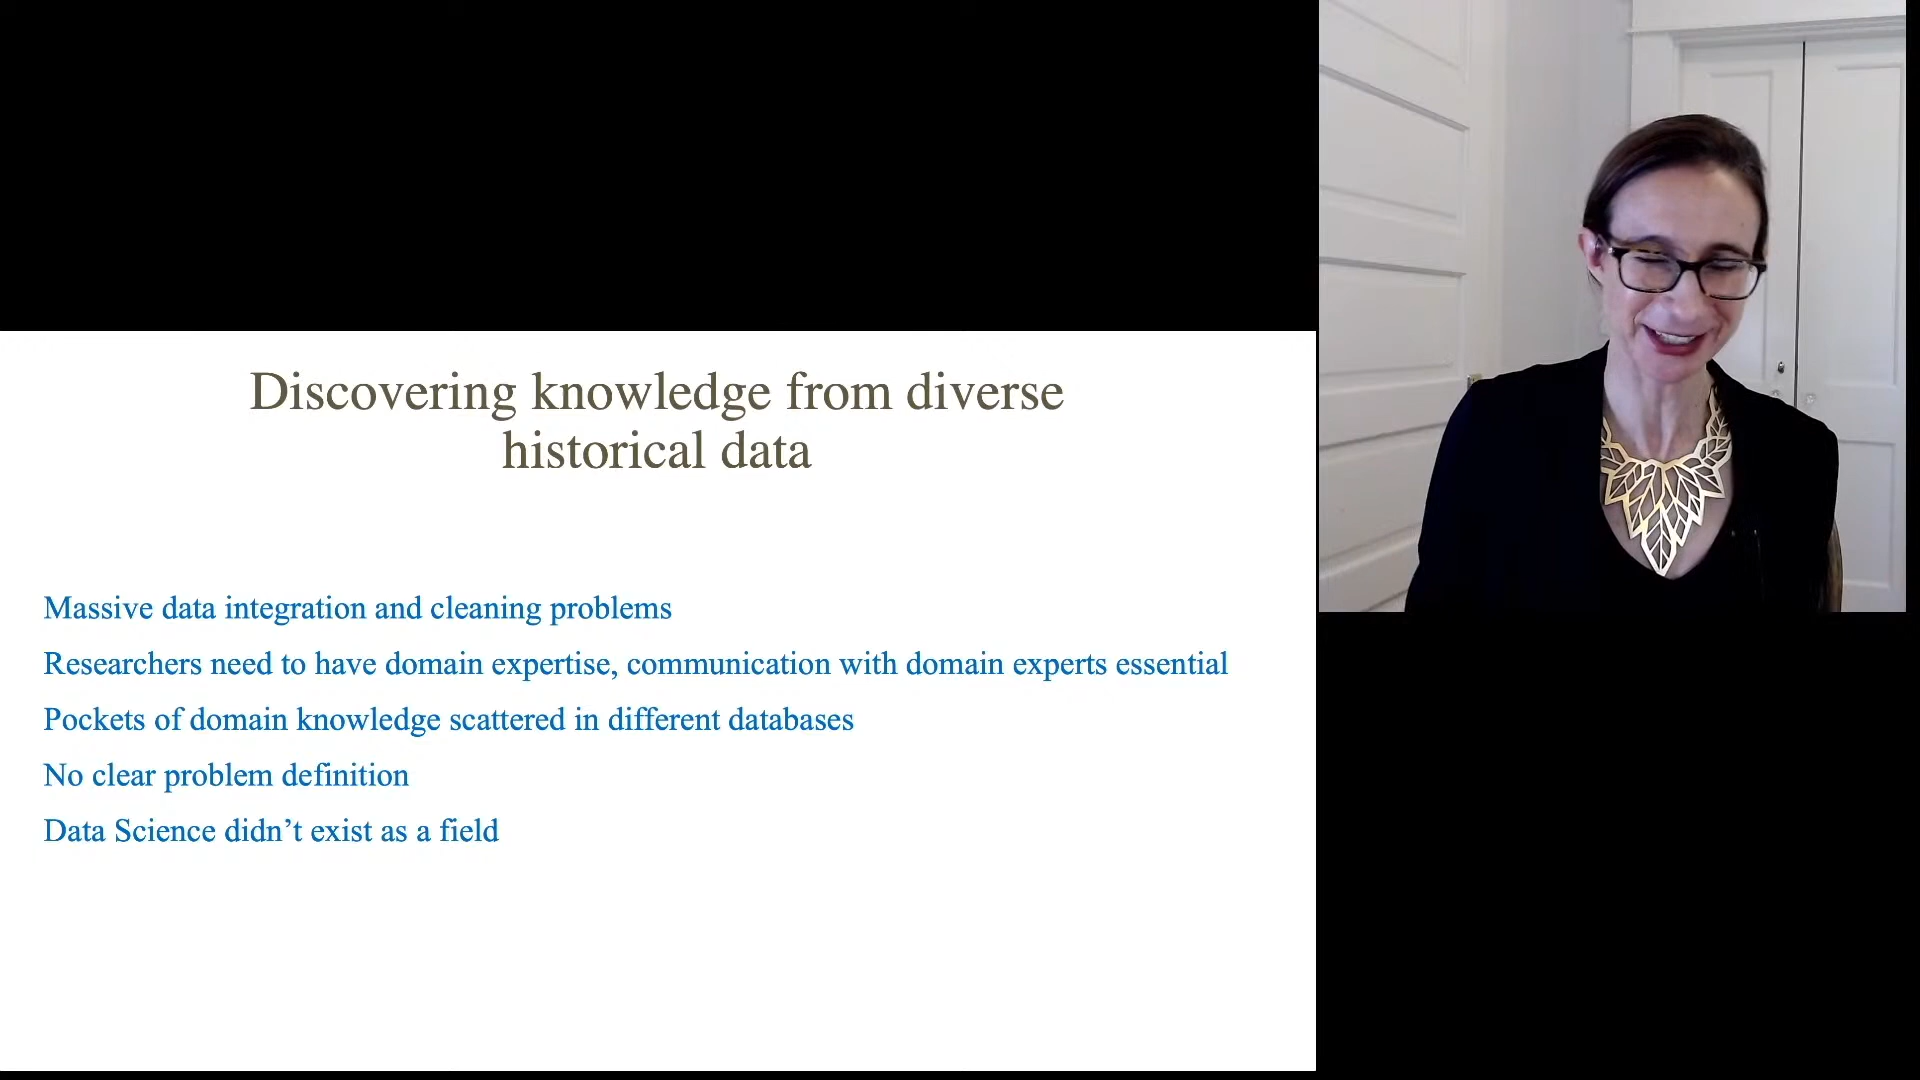 Discovering knowledge from diverse
historical data
Massive data integration and cleaning problems
Researchers need to have domain expertise, communication with domain experts essential
Pockets of domain knowledge scattered in different databases
No clear problem definition
Data Science didn’t exist as a field